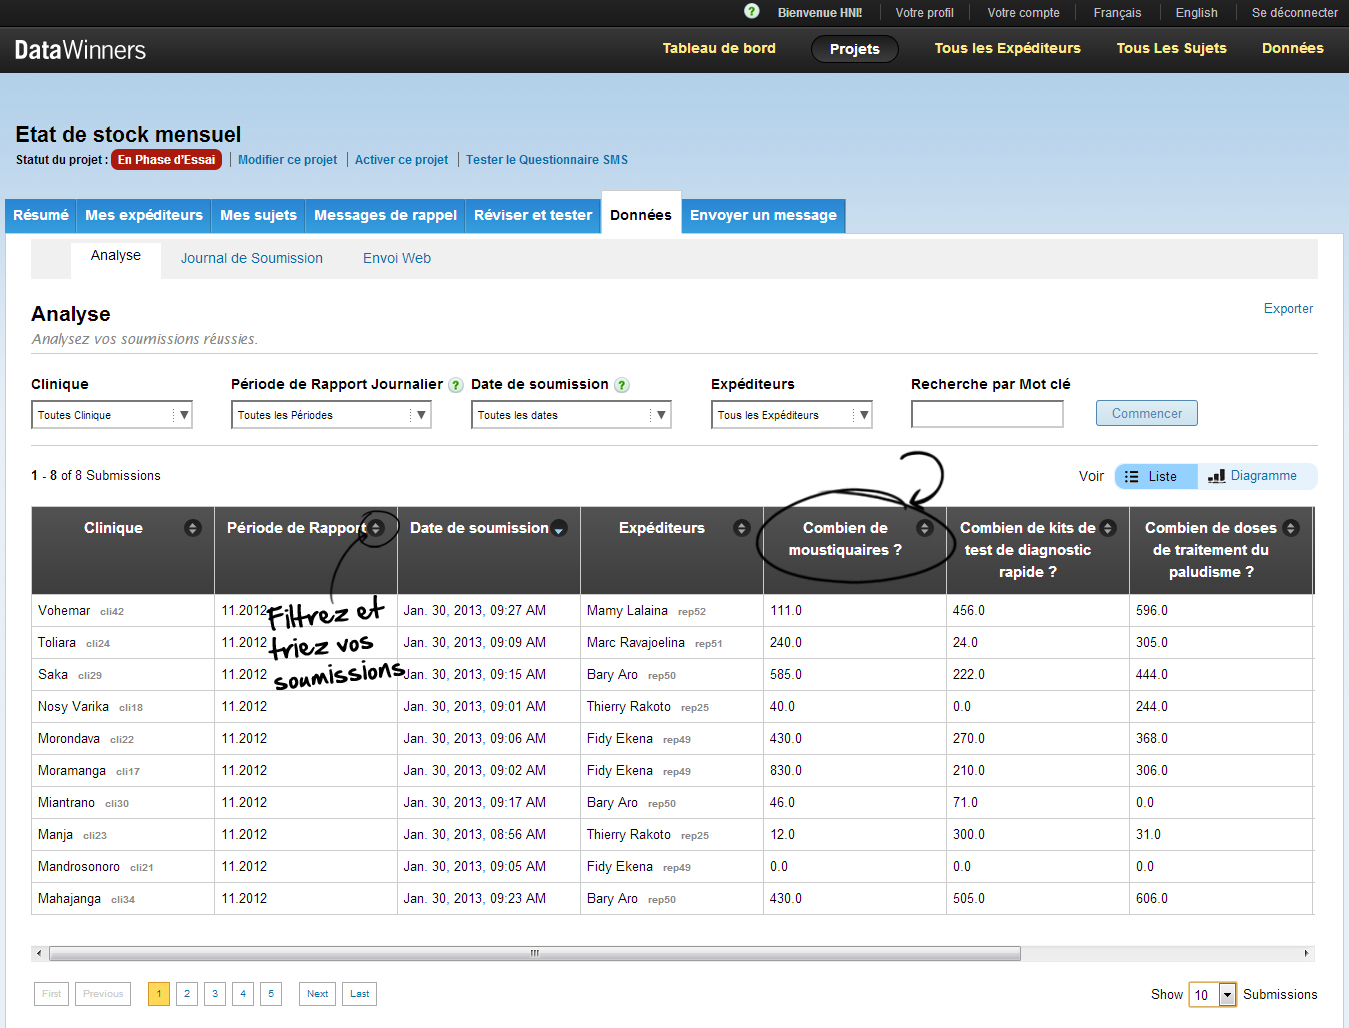 Bienvenue HNI! Votre profil Votre compte Français English Se déconnecter
DataWinners Tableau de bord Projets Tous les Expéditeurs Tous Les Sujets Données
Etat de stock mensuel
Statut du projet : En Phase d'Essai Modifier ce projet Activer ce projet Tester le Questionnaire SMS
Résumé Mes expéditeurs Mes sujets Messages de rappel Réviser et tester Données Envoyer un message
Analyse Journal de Soumission Envoi Web
Analyse Exporter
Analysez vos soumissions réussies.
Clinique Période de Rapport Journalier ? Date de soumission ? Expéditeurs Recherche par Mot clé
Toutes Clinique Toutes les Périodes Toutes les dates Tous les Expéditeurs Commencer
1 - 8 of 8 Submissions Voir Liste Diagramme
Clinique Période de Rapport Date de soumission Expéditeurs Combien de moustiquaires ? Combien de kits de test de diagnostic rapide ? Combien de doses de traitement du paludisme ?
Vohemar cli42 11.2012 Jan. 30, 2013, 09:27 AM Mamy Lalaina rep52 111.0 456.0 596.0
Toliara cli24 11.2012 Jan. 30, 2013, 09:09 AM Marc Ravajoelina rep51 240.0 24.0 305.0
Saka cli29 11.2012 Jan. 30, 2013, 09:15 AM Bary Aro rep50 585.0 222.0 444.0
Nosy Varika cli18 11.2012 Jan. 30, 2013, 09:01 AM Thierry Rakoto rep25 40.0 0.0 244.0
Morondava cli22 11.2012 Jan. 30, 2013, 09:06 AM Fidy Ekena rep49 430.0 270.0 368.0
Moramanga cli17 11.2012 Jan. 30, 2013, 09:02 AM Fidy Ekena rep49 830.0 210.0 306.0
Miantrano cli30 11.2012 Jan. 30, 2013, 09:17 AM Bary Aro rep50 46.0 71.0 0.0
Manja cli23 11.2012 Jan. 30, 2013, 08:56 AM Thierry Rakoto rep25 12.0 300.0 31.0
Mandrosonoro cli21 11.2012 Jan. 30, 2013, 09:05 AM Fidy Ekena rep49 0.0 0.0 0.0
Mahajanga cli34 11.2012 Jan. 30, 2013, 09:23 AM Bary Aro rep50 430.0 505.0 606.0
Filtrez et
triez vos
soumissions
First Previous 1 2 3 4 5 Next Last Show 10 Submissions